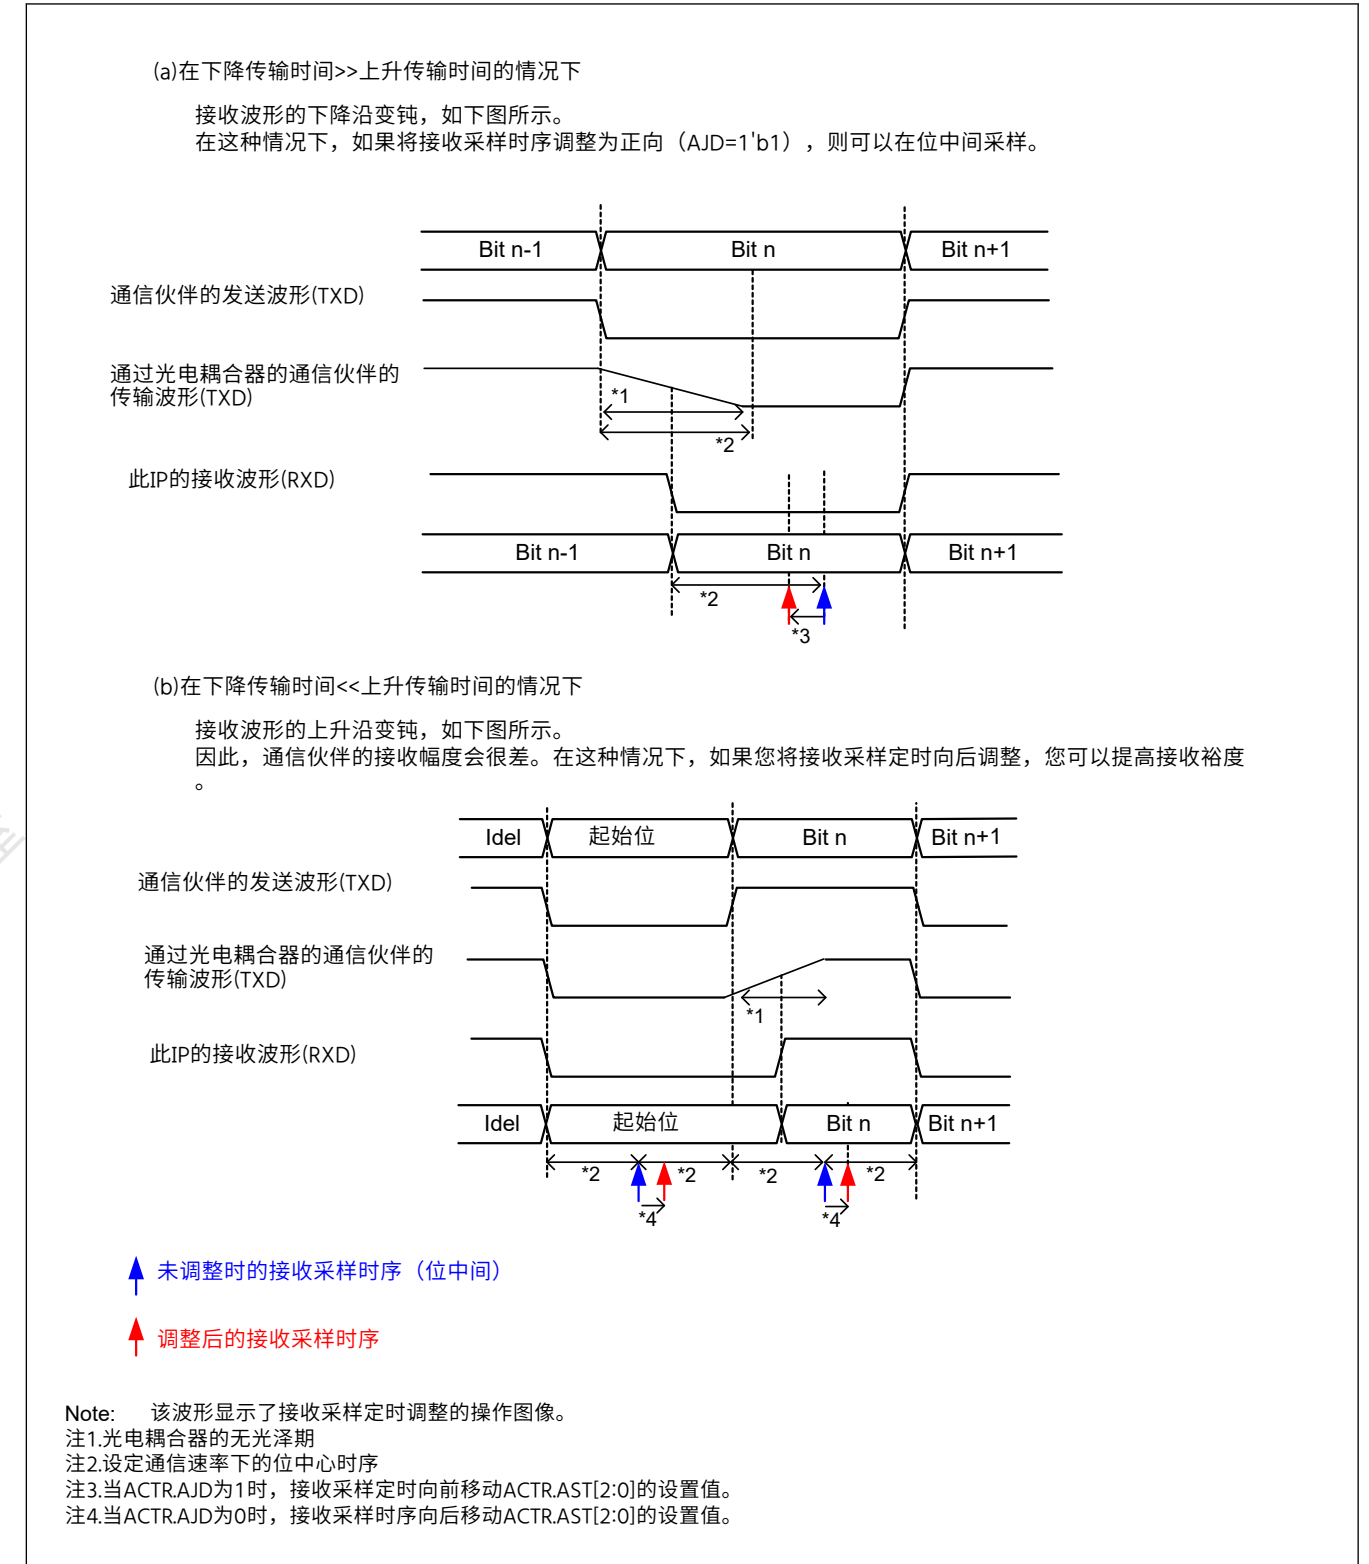 (a)在下降传输时间>>上升传输时间的情况下
接收波形的下降沿变钝，如下图所示。
在这种情况下，如果将接收采样时序调整为正向（AJD=1'b1），则可以在位中间采样。
Bit n-1 Bit n Bit n+1
通信伙伴的发送波形(TXD)
通过光电耦合器的通信伙伴的
传输波形(TXD)
*1
*2
此IP的接收波形(RXD)
Bit n-1 Bit n Bit n+1
*2
*3
(b)在下降传输时间<<上升传输时间的情况下
接收波形的上升沿变钝，如下图所示。
因此，通信伙伴的接收幅度会很差。在这种情况下，如果您将接收采样定时向后调整，您可以提高接收裕度
。
Idel 起始位 Bit n Bit n+1
通信伙伴的发送波形(TXD)
通过光电耦合器的通信伙伴的
传输波形(TXD)
*1
此IP的接收波形(RXD)
Idel 起始位 Bit n Bit n+1
*2 *2 *2 *2
*4 *4
未调整时的接收采样时序（位中间）
调整后的接收采样时序
Note: 该波形显示了接收采样定时调整的操作图像。
注1.光电耦合器的无光泽期
注2.设定通信速率下的位中心时序
注3.当ACTR.AJD为1时，接收采样定时向前移动ACTR.AST[2:0]的设置值。
注4.当ACTR.AJD为0时，接收采样时序向后移动ACTR.AST[2:0]的设置值。